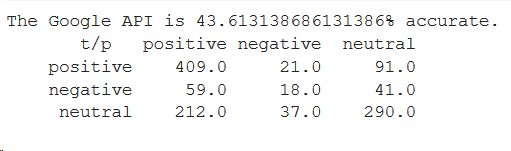 The Google API is 43.613138686131386% accurate.
t/p positive negative neutral
positive 409.0 21.0 91.0
negative 59.0 18.0 41.0
neutral 212.0 37.0 290.0